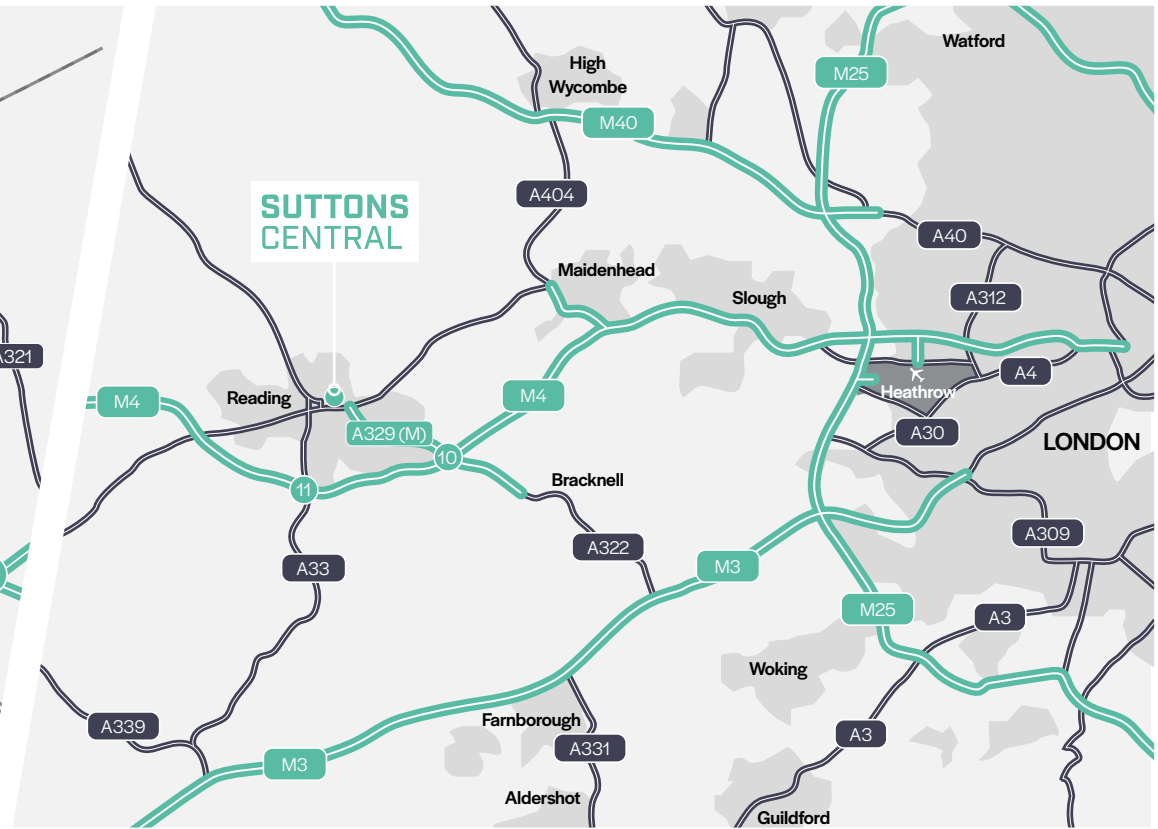 Watford
M25
High
Wycombe
M40
A404
SUTTONS
CENTRAL
A40
Maidenhead
Slough
A312
A321
A4
Heathrow
Reading
M4
M4
A329 (M)
A30
LONDON
10
11
Bracknell
A309
A322
A33
M3
M25
A3
Woking
Farnborough
A339
A331
A3
M3
Aldershot
Guildford